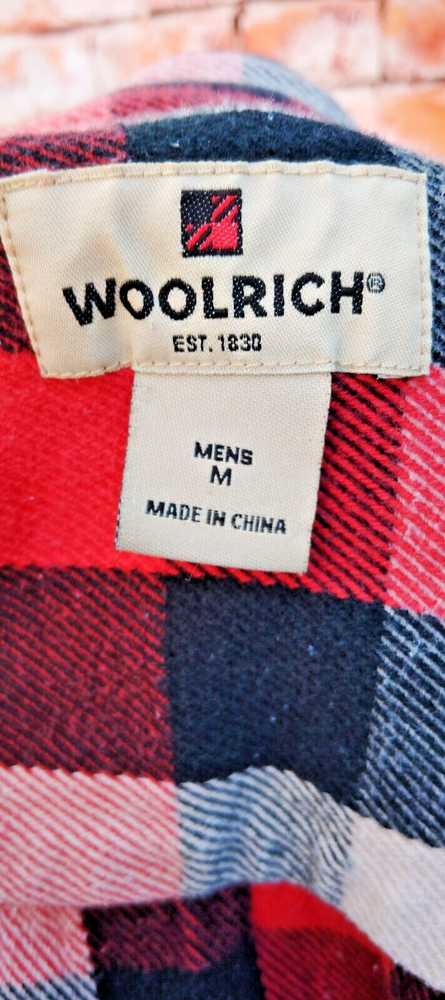 WOOLRICH®
EST. 1830
MENS
M
MADE IN CHINA